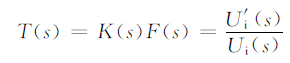 T(s) = K(s)F(s) = U′i(s) / Ui(s)